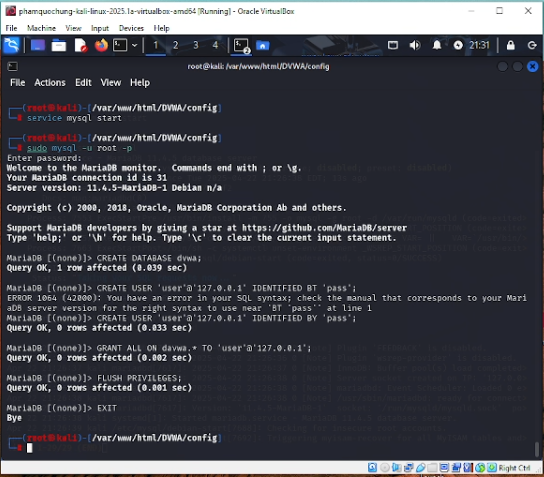 phamquochung-kali-linux-2025.1a-virtualbox-amd64 [Running] - Oracle VirtualBox
File Machine View Input Devices Help
1 2 3 4 21:31
root@kali: /var/www/html/DVWA/config
File Actions Edit View Help
(root@kali)-[/var/www/html/DVWA/config]
service mysql start
(root@kali)-[/var/www/html/DVWA/config]
sudo mysql -u root -p
Enter password:
Welcome to the MariaDB monitor. Commands end with ; or \g.
Your MariaDB connection id is 31
Server version: 11.4.5-MariaDB-1 Debian n/a
Copyright (c) 2000, 2018, Oracle, MariaDB Corporation Ab and others.
Support MariaDB developers by giving a star at https://github.com/MariaDB/server
Type 'help;' or '\h' for help. Type '\c' to clear the current input statement.
MariaDB [(none)]> CREATE DATABASE dvwa;
Query OK, 1 row affected (0.039 sec)
MariaDB [(none)]> CREATE USER 'user'@'127.0.0.1' IDENTIFIED BT 'pass';
ERROR 1064 (42000): You have an error in your SQL syntax; check the manual that corresponds to your Mari
aDB server version for the right syntax to use near 'BT 'pass'' at line 1
MariaDB [(none)]> CREATE USER 'user'@'127.0.0.1' IDENTIFIED BY 'pass';
Query OK, 0 rows affected (0.033 sec)
MariaDB [(none)]> GRANT ALL ON davwa.* TO 'user'@'127.0.0.1';
Query OK, 0 rows affected (0.002 sec)
MariaDB [(none)]> FLUSH PRIVILEGES;
Query OK, 0 rows affected (0.001 sec)
MariaDB [(none)]> EXIT
Bye
(root@kali)-[/var/www/html/DVWA/config]
Right Ctrl